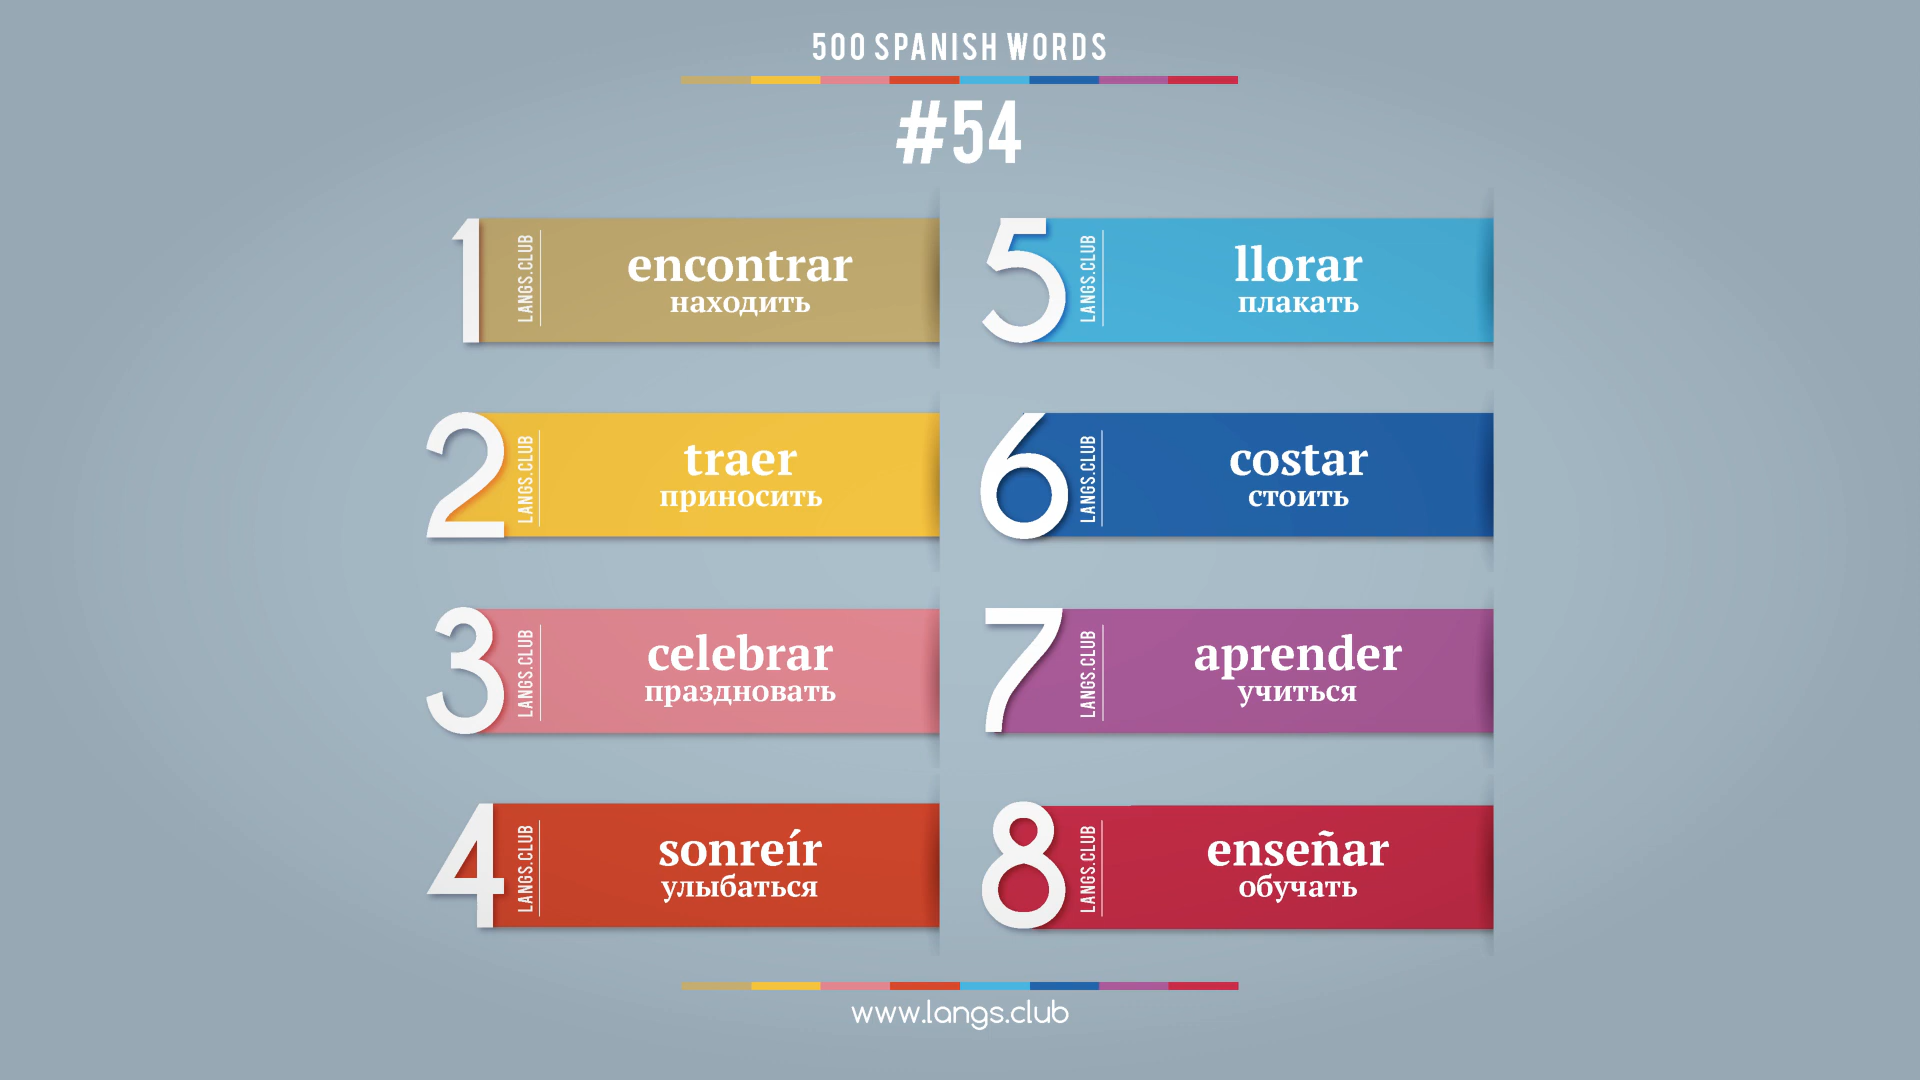 500 SPANISH WORDS
#54
1
LANGS.CLUB
encontrar
находить
2
LANGS.CLUB
traer
приносить
3
LANGS.CLUB
celebrar
праздновать
4
LANGS.CLUB
sonreír
улыбаться
5
LANGS.CLUB
llorar
плакать
6
LANGS.CLUB
costar
стоить
7
LANGS.CLUB
aprender
учиться
8
LANGS.CLUB
enseñar
обучать
www.langs.club